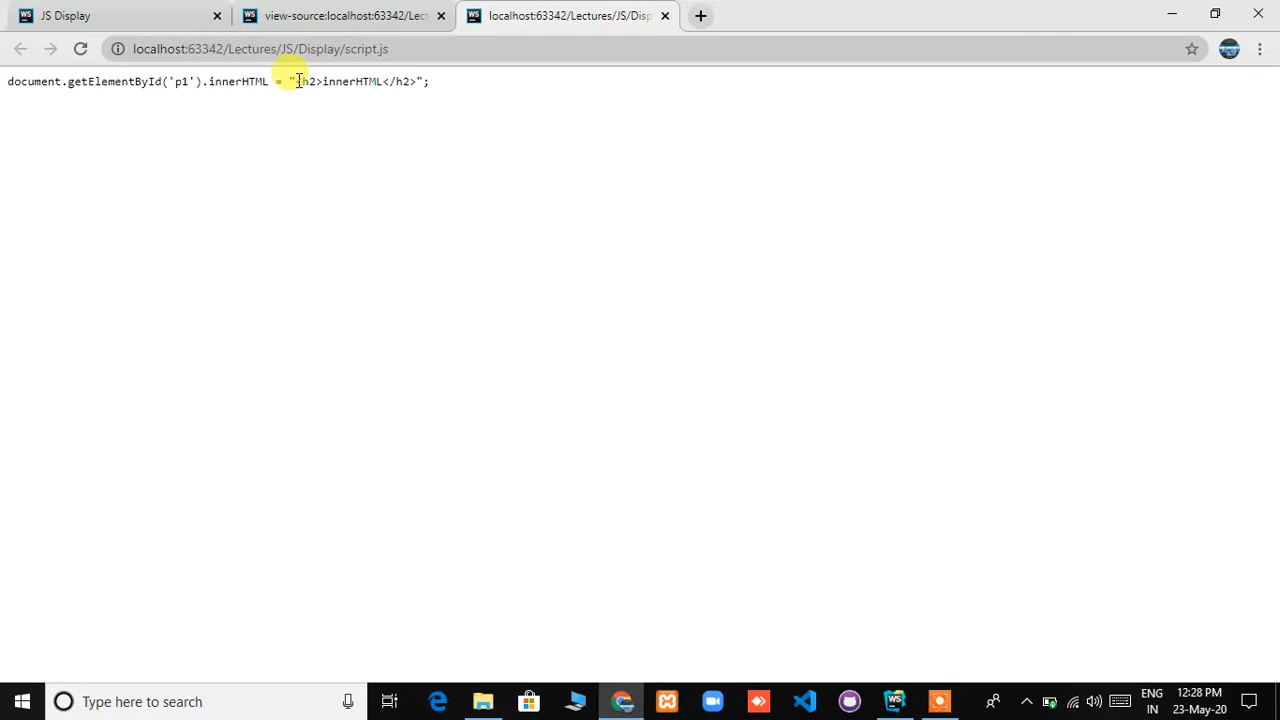 JS Display
view-source:localhost:63342/Lect
localhost:63342/Lectures/JS/Disp
localhost:63342/Lectures/JS/Display/script.js
document.getElementById('p1').innerHTML = "<h2>innerHTML</h2>";
Type here to search
ENG
IN
12:28 PM
23-May-20